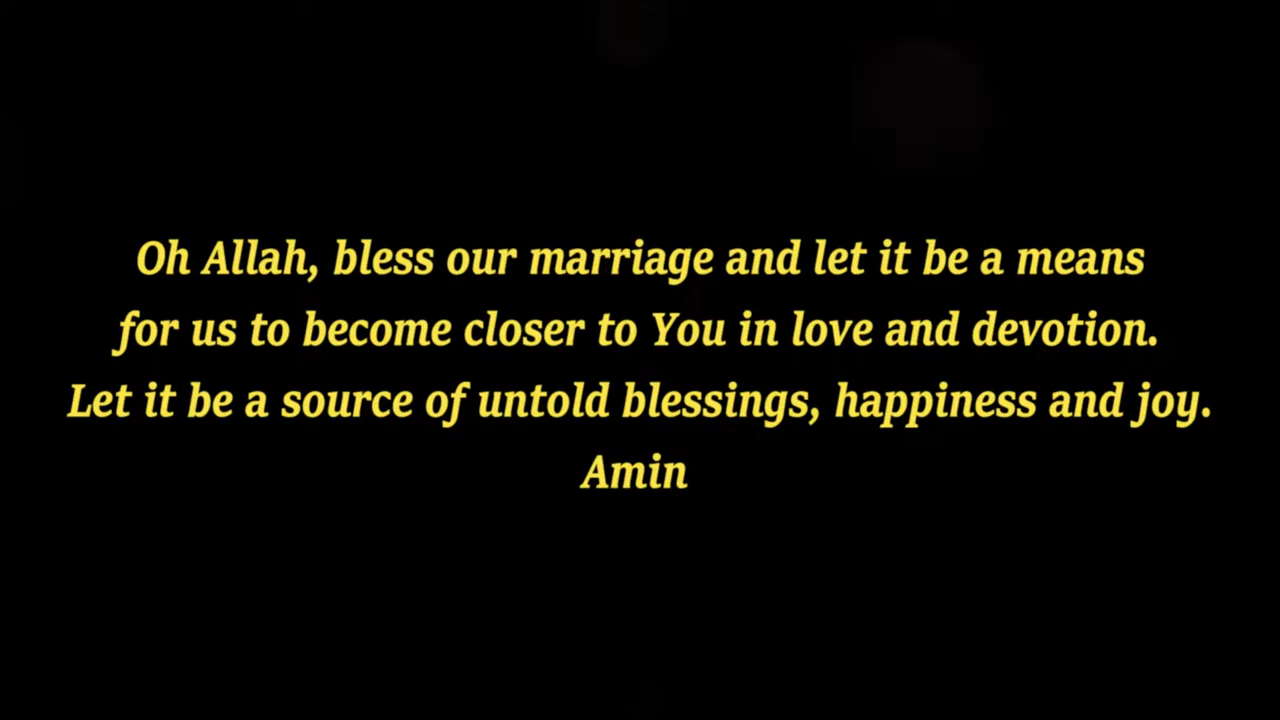 Oh Allah, bless our marriage and let it be a means
for us to become closer to You in love and devotion.
Let it be a source of untold blessings, happiness and joy.
Amin